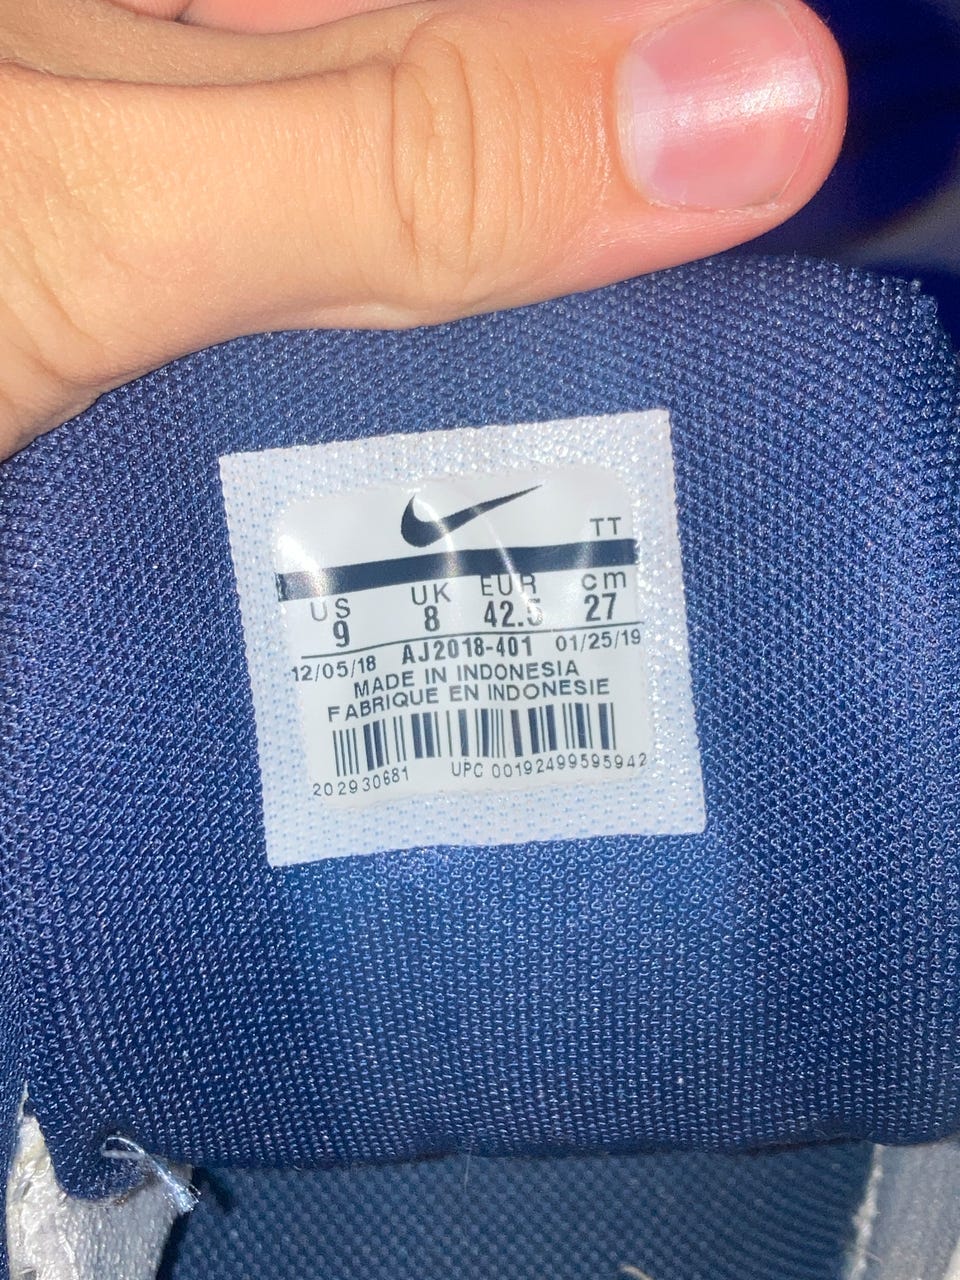 TT
US UK EUR cm
9 8 42.5 27
12/05/18 AJ2018-401 01/25/19
MADE IN INDONESIA
FABRIQUE EN INDONESIE
202930681 UPC 00192499595942